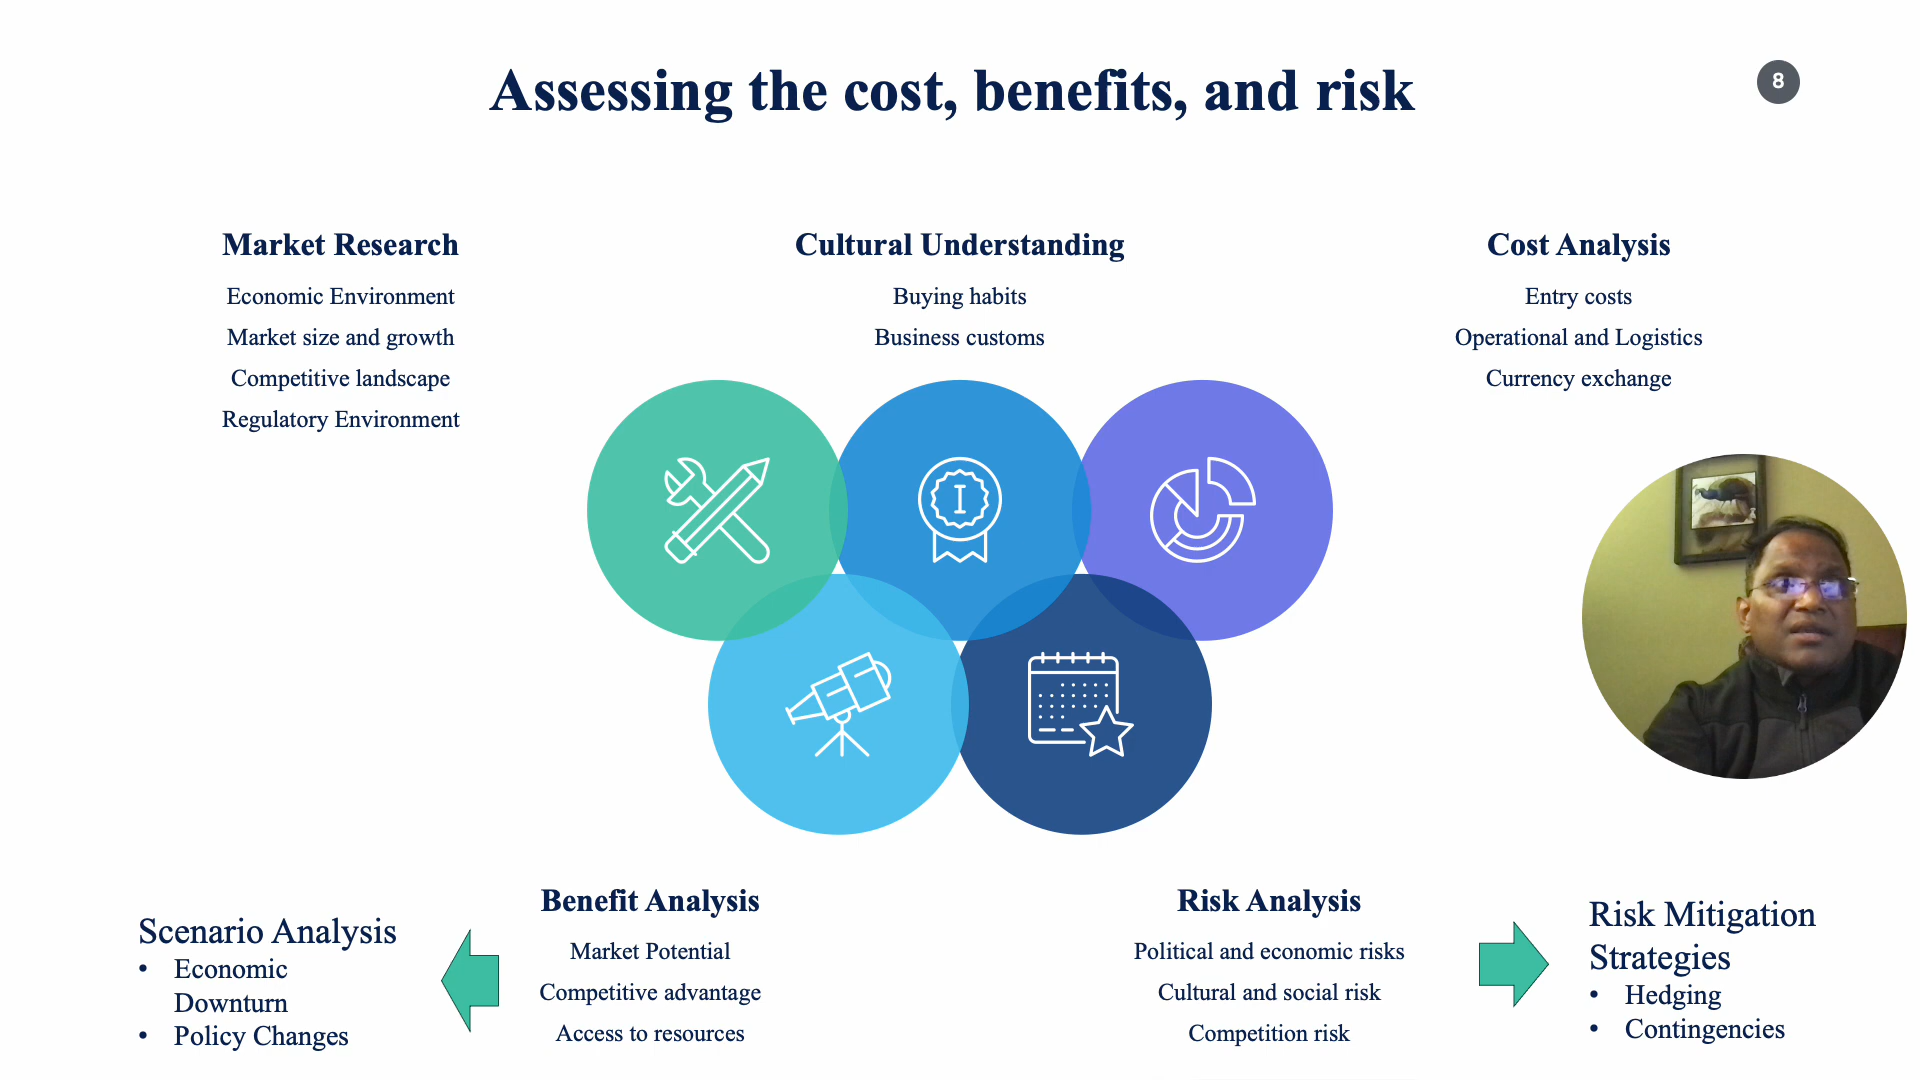 Assessing the cost, benefits, and risk
8
Market Research
Economic Environment
Market size and growth
Competitive landscape
Regulatory Environment
Cultural Understanding
Buying habits
Business customs
Cost Analysis
Entry costs
Operational and Logistics
Currency exchange
I
Scenario Analysis
• Economic
Downturn
• Policy Changes
Benefit Analysis
Market Potential
Competitive advantage
Access to resources
Risk Analysis
Political and economic risks
Cultural and social risk
Competition risk
Risk Mitigation
Strategies
• Hedging
• Contingencies